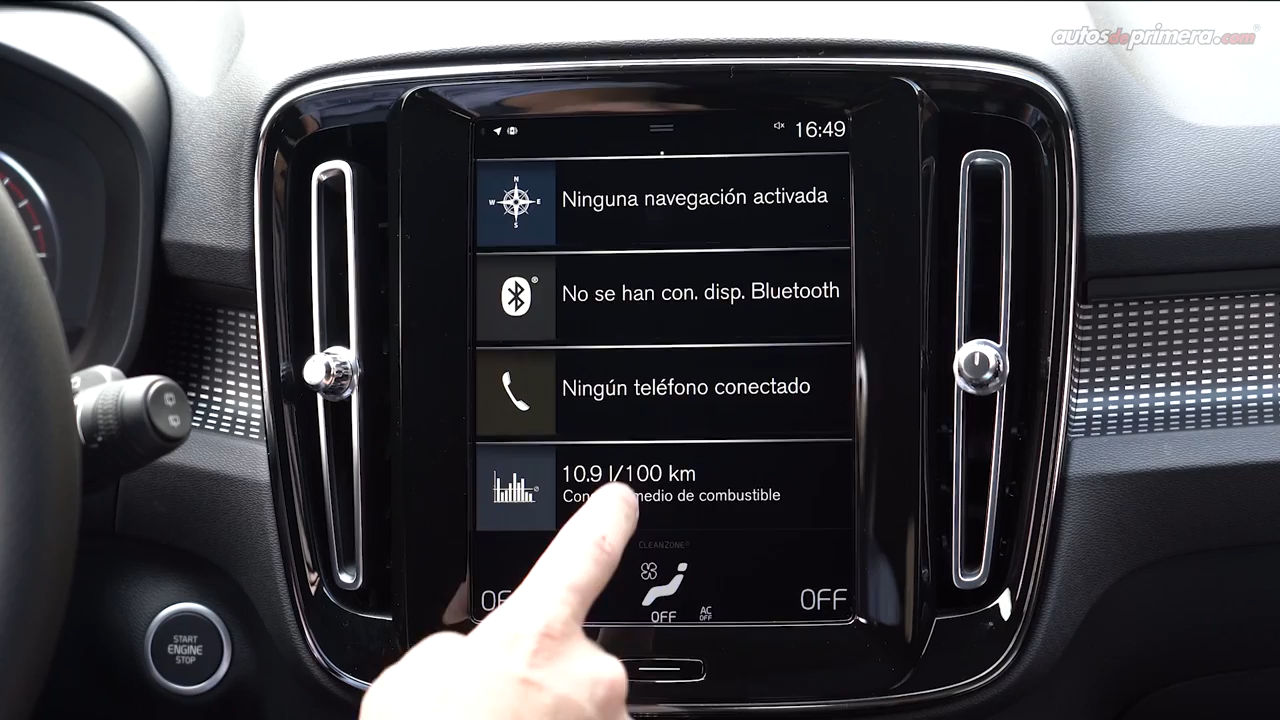 autosdeprimera.com®
16:49
N
W E
S
Ninguna navegación activada
No se han con. disp. Bluetooth
Ningún teléfono conectado
10.9 l/100 km
de combustible
CLEANZONE®
OFF
AC
OFF
OFF
START
ENGINE
STOP